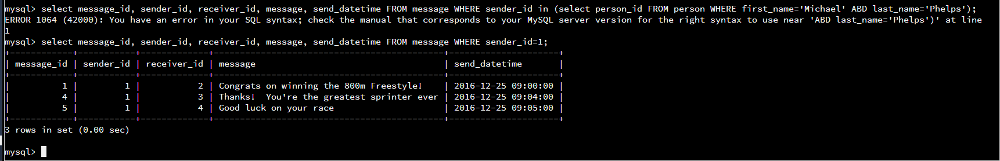 mysql> select message_id, sender_id, receiver_id, message, send_datetime FROM message WHERE sender_id in (select person_id FROM person WHERE first_name='Michael' ABD last_name='Phelps');
ERROR 1064 (42000): You have an error in your SQL syntax; check the manual that corresponds to your MySQL server version for the right syntax to use near 'ABD last_name='Phelps')' at line
1
mysql> select message_id, sender_id, receiver_id, message, send_datetime FROM message WHERE sender_id=1;
+------------+-----------+-------------+--------------------------------------------+---------------------+
| message_id | sender_id | receiver_id | message                                    | send_datetime       |
+------------+-----------+-------------+--------------------------------------------+---------------------+
|          1 |         1 |           2 | Congrats on winning the 800m Freestyle!    | 2016-12-25 09:00:00 |
|          4 |         1 |           3 | Thanks!  You're the greatest sprinter ever | 2016-12-25 09:04:00 |
|          5 |         1 |           4 | Good luck on your race                     | 2016-12-25 09:05:00 |
+------------+-----------+-------------+--------------------------------------------+---------------------+
3 rows in set (0.00 sec)
mysql>